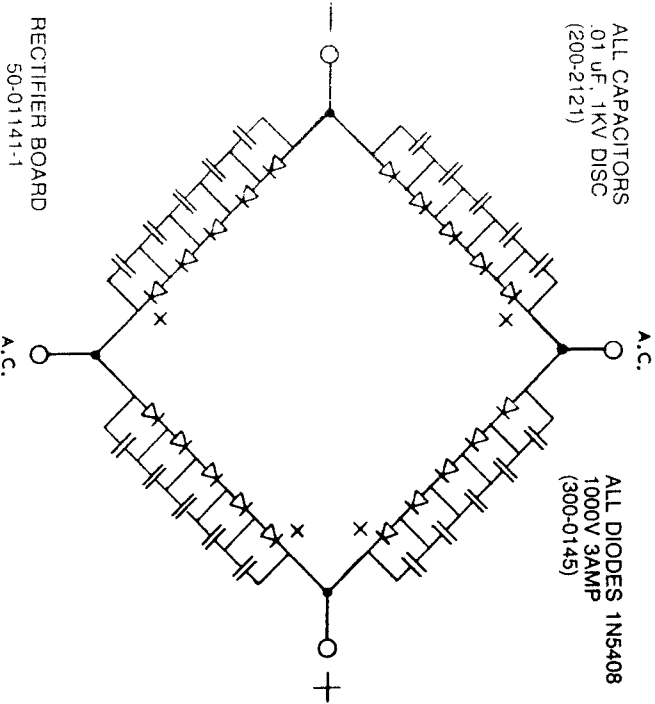 ALL CAPACITORS
.01 uF, 1KV DISC
(200-2121)
RECTIFIER BOARD
50-01141-1
A.C.
A.C.
ALL DIODES 1N5408
1000V 3AMP
(300-0145)
−
+
x
x
x
x